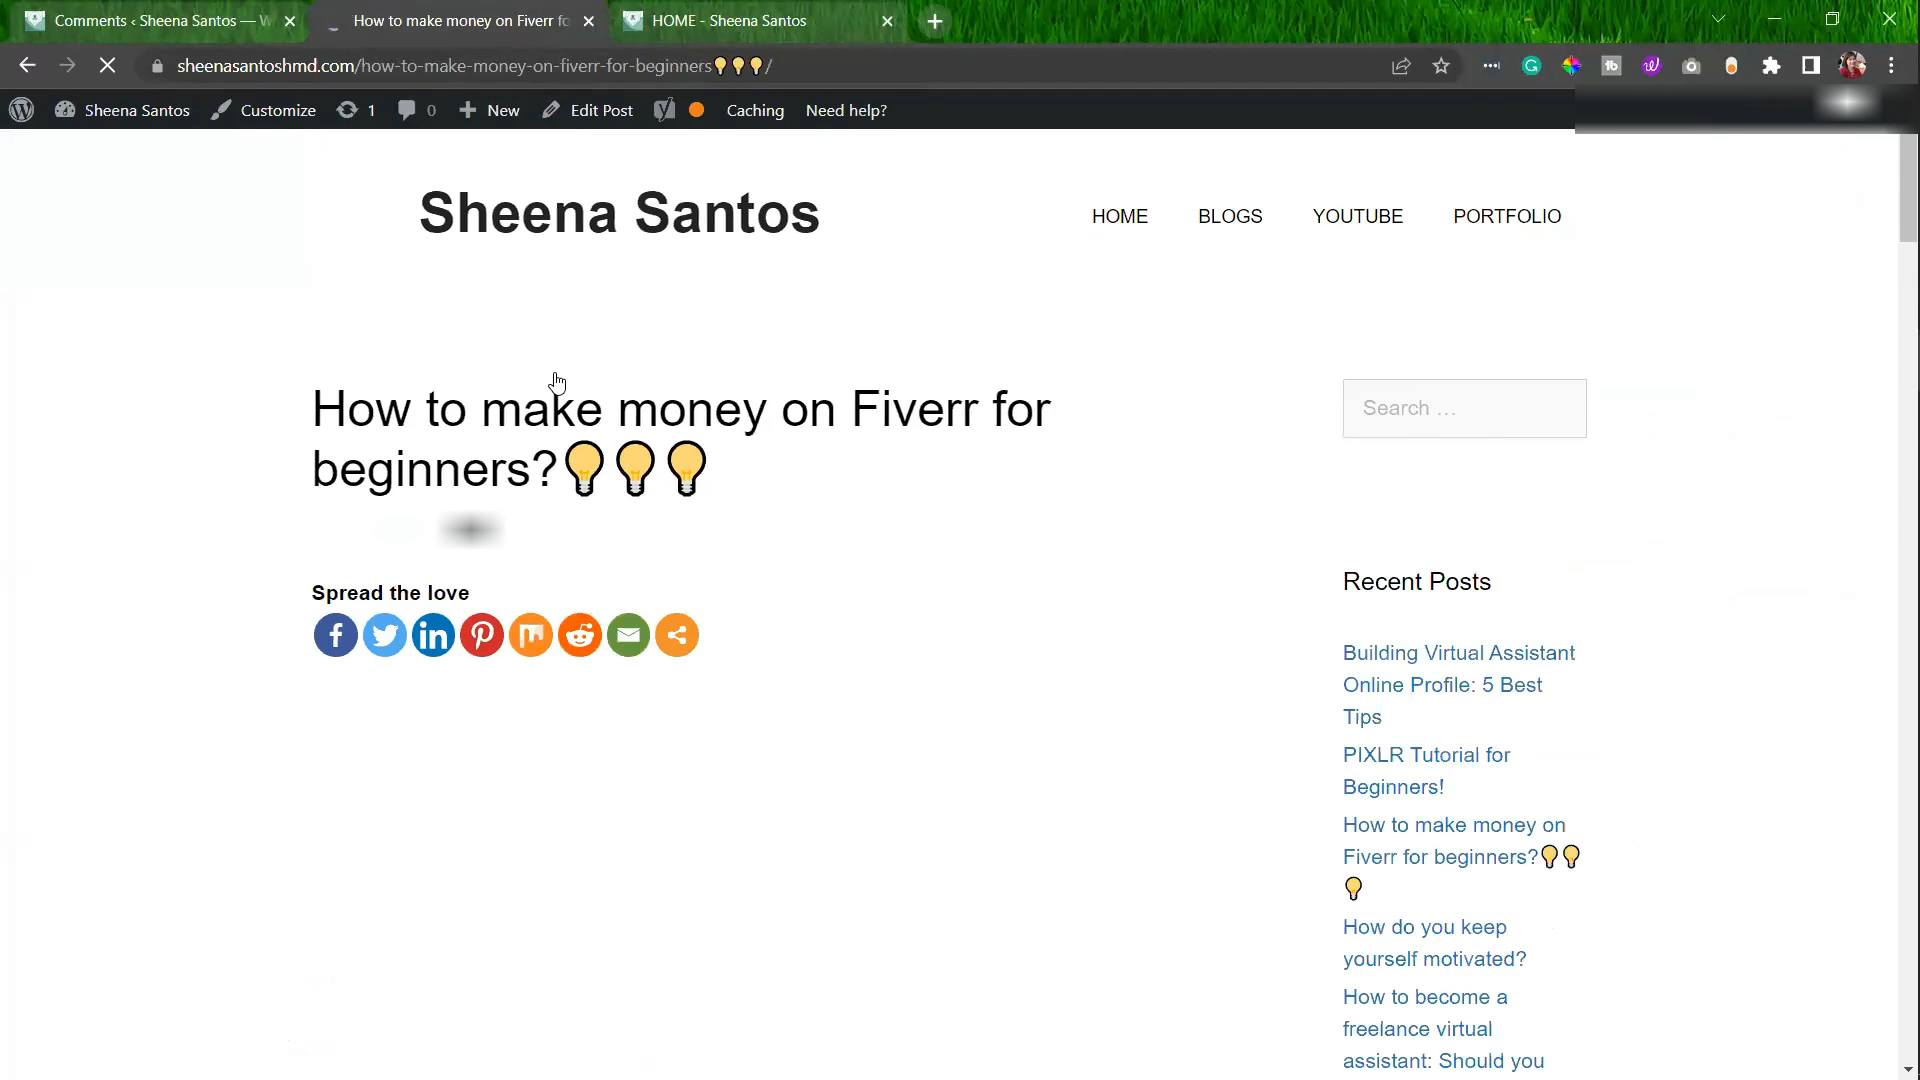 Comments ‹ Sheena Santos — W
How to make money on Fiverr fo
HOME - Sheena Santos
sheenasantoshmd.com/how-to-make-money-on-fiverr-for-beginners💡💡💡/
Sheena Santos
Customize
1
0
New
Edit Post
Caching
Need help?
Sheena Santos
HOME
BLOGS
YOUTUBE
PORTFOLIO
How to make money on Fiverr for
beginners?💡💡💡
Search …
Spread the love
Recent Posts
Building Virtual Assistant
Online Profile: 5 Best
Tips
PIXLR Tutorial for
Beginners!
How to make money on
Fiverr for beginners?💡💡
💡
How do you keep
yourself motivated?
How to become a
freelance virtual
assistant: Should you